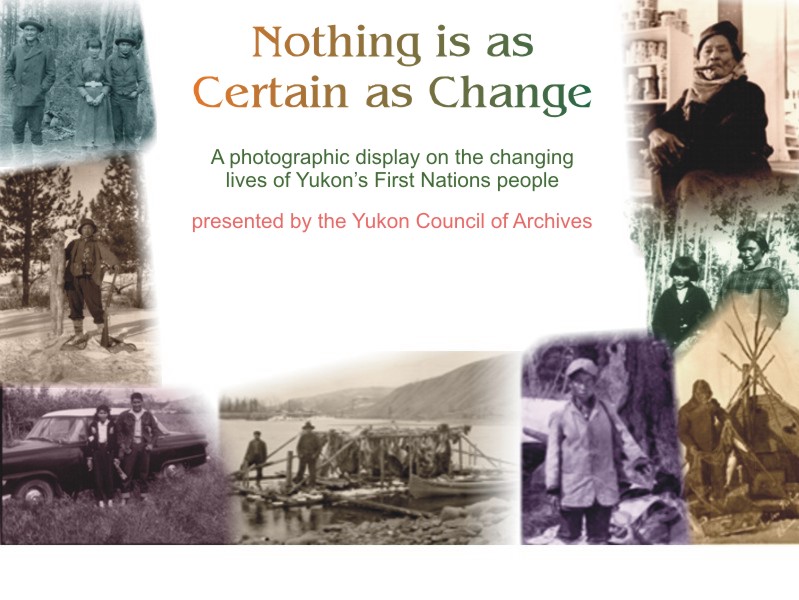 Nothing is as
Certain as Change
A photographic display on the changing
lives of Yukon's First Nations people
presented by the Yukon Council of Archives